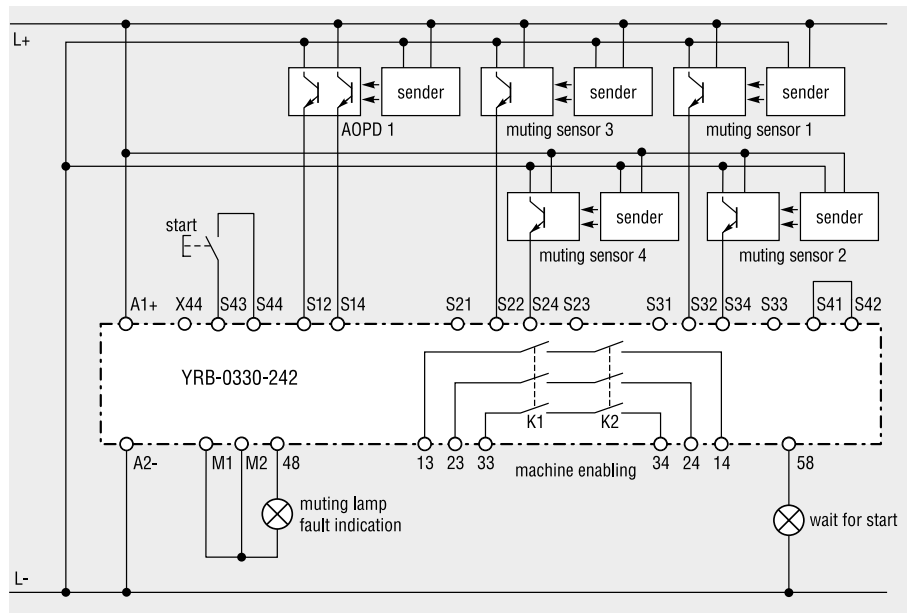 L+
sender
sender
sender
AOPD 1
muting sensor 3
muting sensor 1
start
sender
sender
muting sensor 4
muting sensor 2
A1+ X44 S43 S44 S12 S14 S21 S22 S24 S23 S31 S32 S34 S33 S41 S42
YRB-0330-242
K1 K2
A2- M1 M2 48 13 23 33 machine enabling 34 24 14 58
muting lamp
fault indication
wait for start
L-